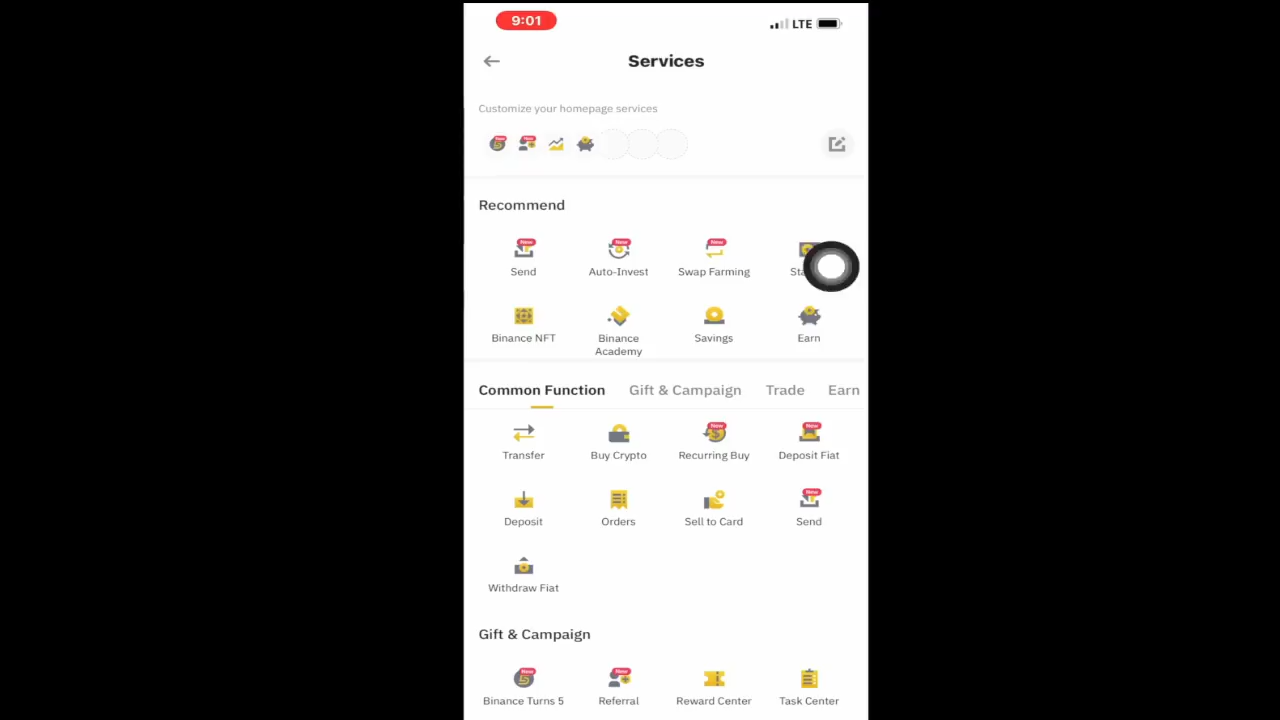 9:01
LTE
Services
Customize your homepage services
Recommend
New New New
Send Auto-Invest Swap Farming
Binance NFT Binance Academy Savings Earn
Common Function Gift & Campaign Trade Earn
New New
Transfer Buy Crypto Recurring Buy Deposit Fiat
New
Deposit Orders Sell to Card Send
Withdraw Fiat
Gift & Campaign
New New
Binance Turns 5 Referral Reward Center Task Center